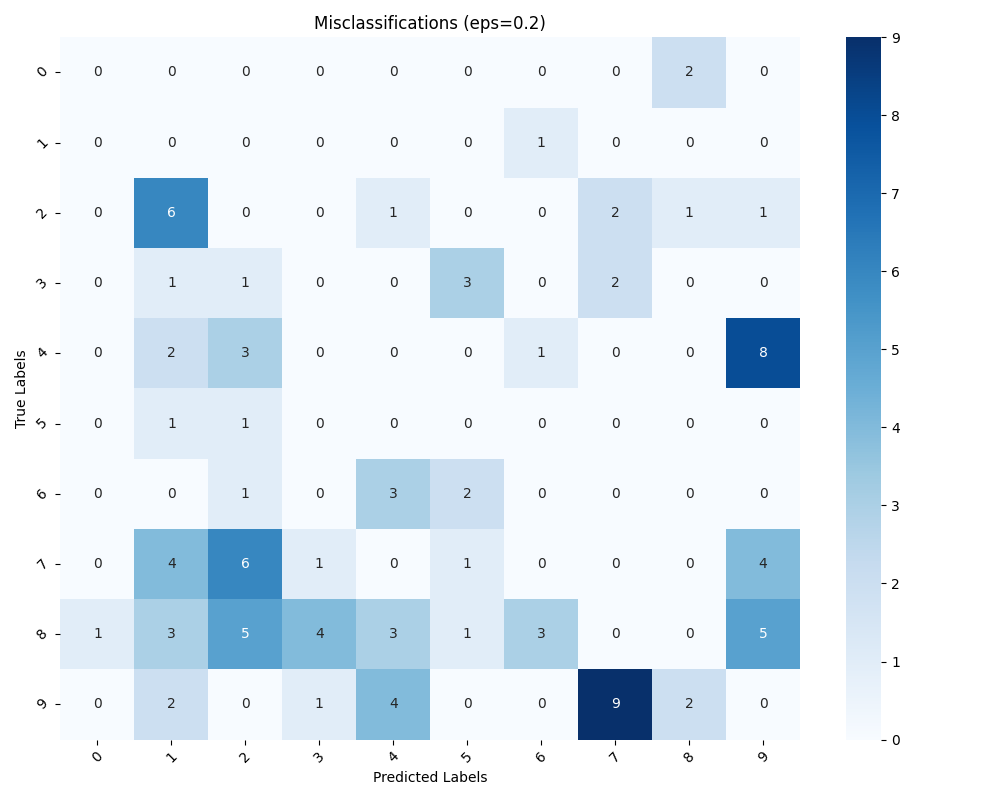 Misclassifications (eps=0.2)
True Labels
0 0 0 0 0 0 0 0 0 2 0
1 0 0 0 0 0 0 1 0 0 0
2 0 6 0 0 1 0 0 2 1 1
3 0 1 1 0 0 3 0 2 0 0
4 0 2 3 0 0 0 1 0 0 8
5 0 1 1 0 0 0 0 0 0 0
6 0 0 1 0 3 2 0 0 0 0
7 0 4 6 1 0 1 0 0 0 4
8 1 3 5 4 3 1 3 0 0 5
9 0 2 0 1 4 0 0 9 2 0
0 1 2 3 4 5 6 7 8 9
Predicted Labels
9
8
7
6
5
4
3
2
1
0